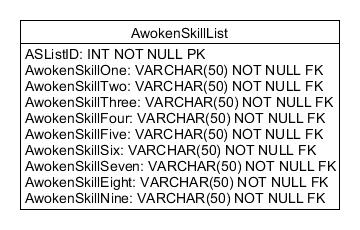 AwokenSkillList
ASListID: INT NOT NULL PK
AwokenSkillOne: VARCHAR(50) NOT NULL FK
AwokenSkillTwo: VARCHAR(50) NOT NULL FK
AwokenSkillThree: VARCHAR(50) NOT NULL FK
AwokenSkillFour: VARCHAR(50) NOT NULL FK
AwokenSkillFive: VARCHAR(50) NOT NULL FK
AwokenSkillSix: VARCHAR(50) NOT NULL FK
AwokenSkillSeven: VARCHAR(50) NOT NULL FK
AwokenSkillEight: VARCHAR(50) NOT NULL FK
AwokenSkillNine: VARCHAR(50) NOT NULL FK